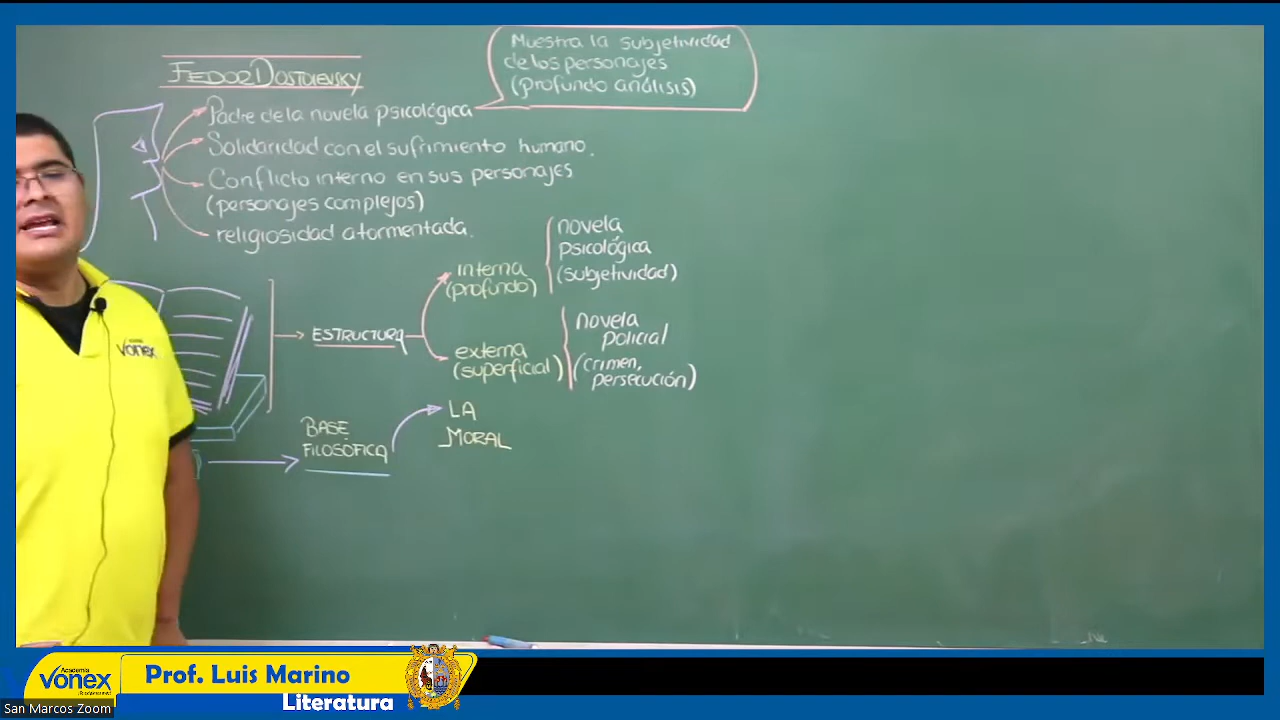 FEDOR DOSTOIEVSKY
Muestra la subjetividad
de los personajes
(profundo análisis)
Padre de la novela psicológica
Solidaridad con el sufrimiento humano.
Conflicto interno en sus personajes
(personajes complejos)
religiosidad atormentada.
ESTRUCTURA
interna
(profundo)
novela
psicológica
(subjetividad)
externa
(superficial)
novela
policial
(crimen,
persecución)
BASE
FILOSÓFICA
LA
MORAL
VONEX
Academia
VONEX
Prof. Luis Marino
Literatura
San Marcos Zoom